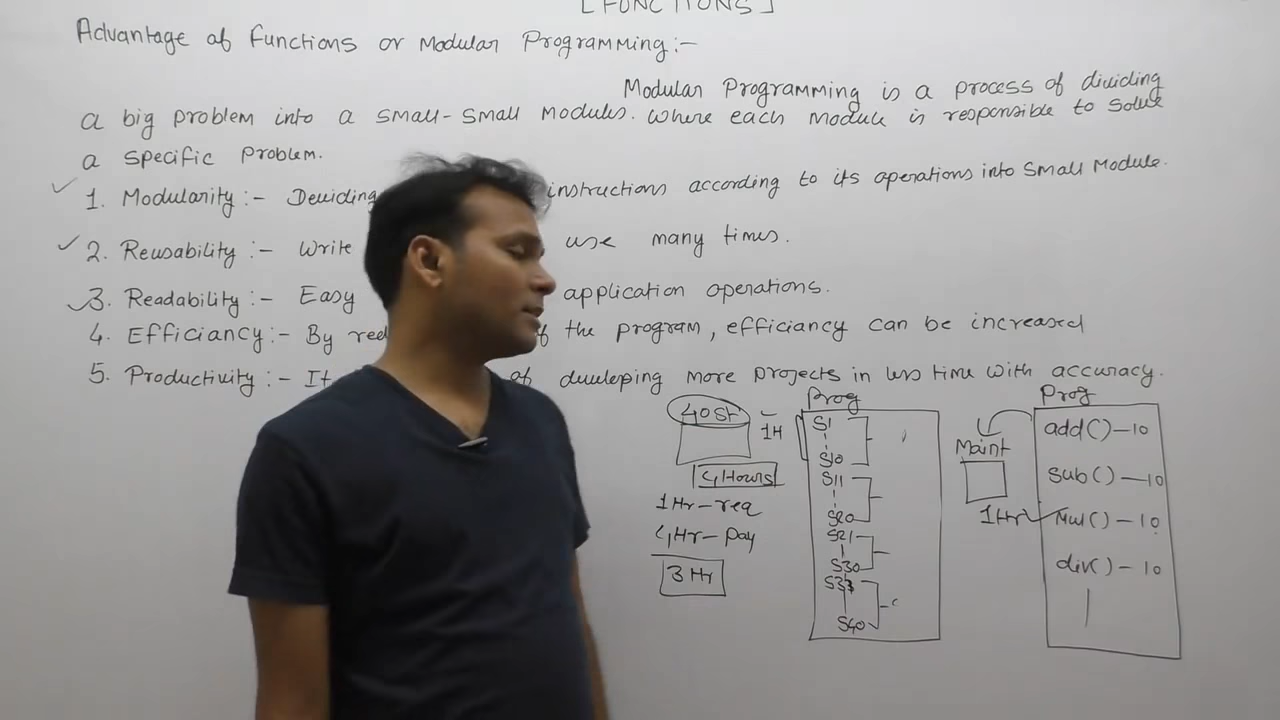 [FUNCTIONS]
Advantage of Functions or Modular Programming:-
Modular Programming is a process of dividing
a big problem into a small-small modules. Where each module is responsible to solve
a specific problem.
1. Modularity :- Deviding instructions according to its operations into small Module.
2. Reusability :- Write use many times.
3. Readability :- Easy application operations.
4. Efficiancy :- By red of the program, efficiancy can be increased
5. Productivity :- It of developing more projects in less time with accuracy.
40St
1H
4Hours
1Hr-req
4Hr-pay
3Hr
Prog
S1
S10
S11
S20
S21
S30
S40
Maint
1Hr
Prog
add()-10
sub()-10
Mul()-10
div()-10